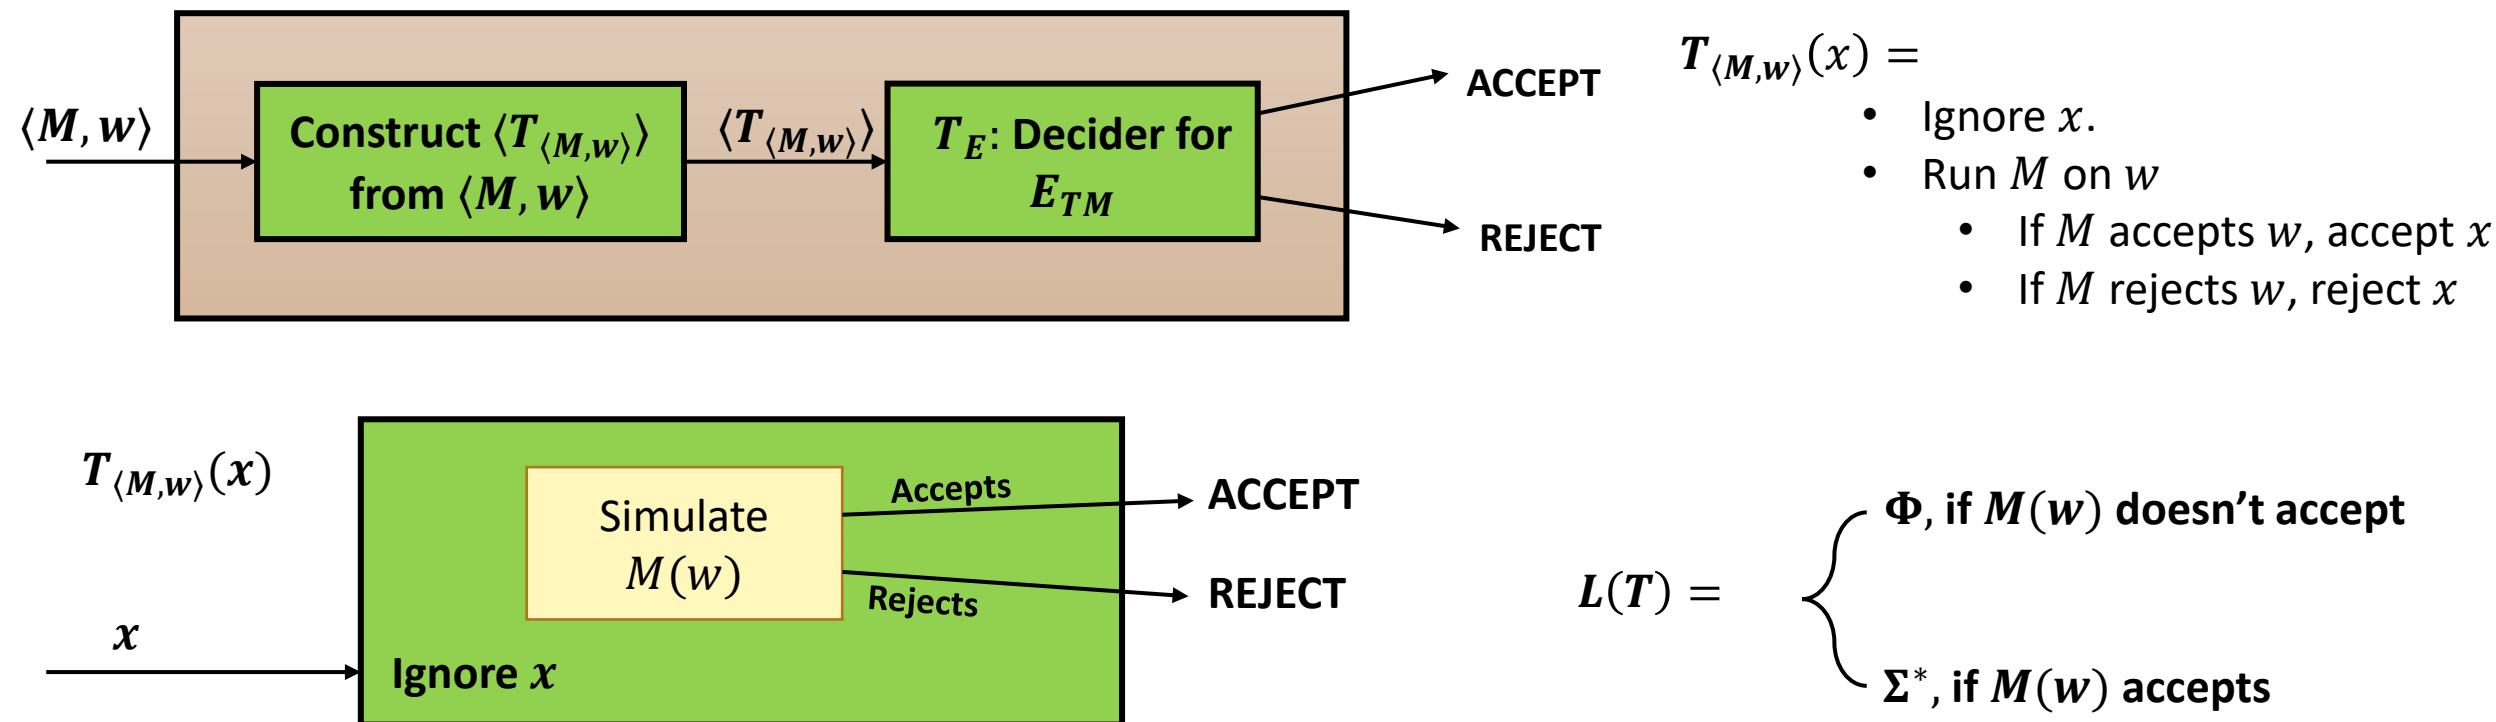 ⟨M, w⟩
Construct ⟨T⟨M,w⟩⟩
from ⟨M, w⟩
⟨T⟨M,w⟩⟩
T_E: Decider for
E_TM
ACCEPT
REJECT
T⟨M,w⟩(x) =
• Ignore x.
• Run M on w
• If M accepts w, accept x
• If M rejects w, reject x
T⟨M,w⟩(x)
x
Simulate
M(w)
Ignore x
Accepts
Rejects
ACCEPT
REJECT
L(T) =
Φ, if M(w) doesn’t accept
Σ*, if M(w) accepts